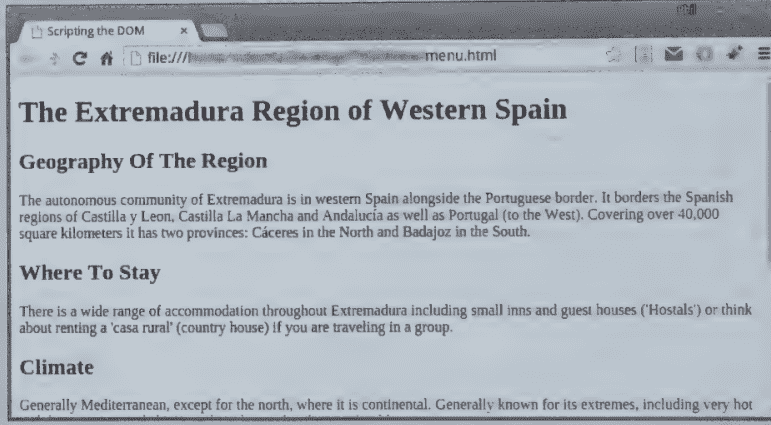 Scripting the DOM
file:/// menu.html
The Extremadura Region of Western Spain
Geography Of The Region
The autonomous community of Extremadura is in western Spain alongside the Portuguese border. It borders the Spanish
regions of Castilla y Leon, Castilla La Mancha and Andalucía as well as Portugal (to the West). Covering over 40,000
square kilometers it has two provinces: Cáceres in the North and Badajoz in the South.
Where To Stay
There is a wide range of accommodation throughout Extremadura including small inns and guest houses ('Hostals') or think
about renting a 'casa rural' (country house) if you are traveling in a group.
Climate
Generally Mediterranean, except for the north, where it is continental. Generally known for its extremes, including very hot